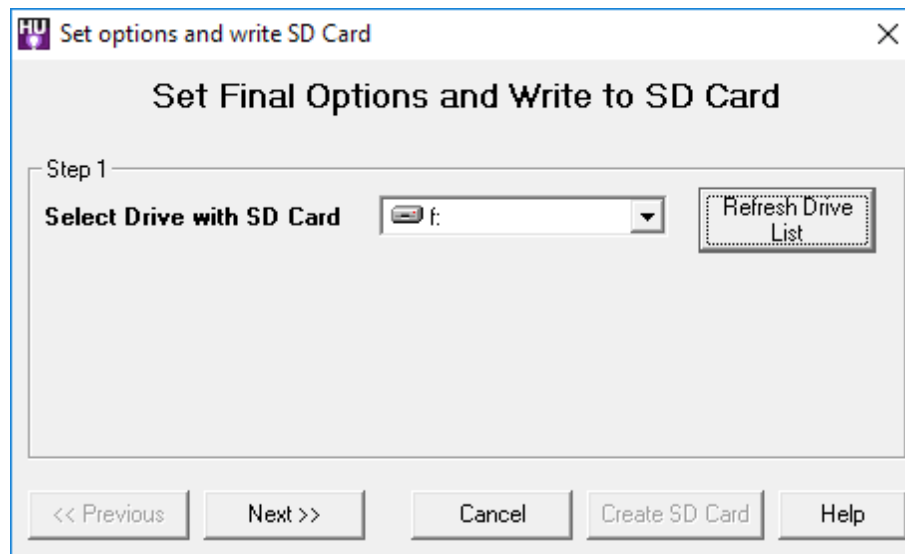 HU Set options and write SD Card
Set Final Options and Write to SD Card
Step 1
Select Drive with SD Card
f:
Refresh Drive
List
<< Previous
Next >>
Cancel
Create SD Card
Help